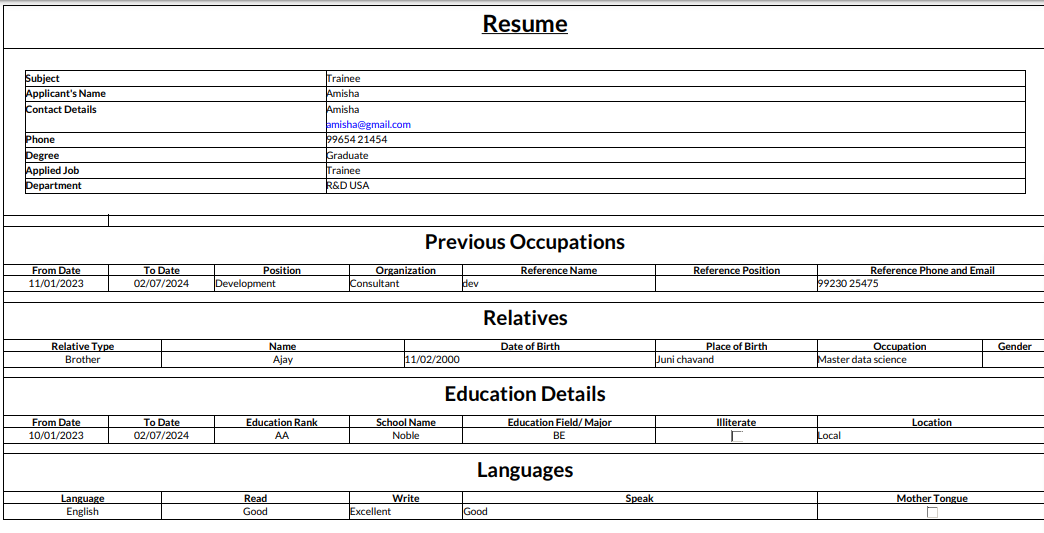 Resume
Subject Trainee
Applicant's Name Amisha
Contact Details Amisha
amisha@gmail.com
Phone 99654 21454
Degree Graduate
Applied Job Trainee
Department R&D USA
Previous Occupations
From Date To Date Position Organization Reference Name Reference Position Reference Phone and Email
11/01/2023 02/07/2024 Development Consultant dev 99230 25475
Relatives
Relative Type Name Date of Birth Place of Birth Occupation Gender
Brother Ajay 11/02/2000 Juni chavand Master data science
Education Details
From Date To Date Education Rank School Name Education Field/ Major Illiterate Location
10/01/2023 02/07/2024 AA Noble BE Local
Languages
Language Read Write Speak Mother Tongue
English Good Excellent Good